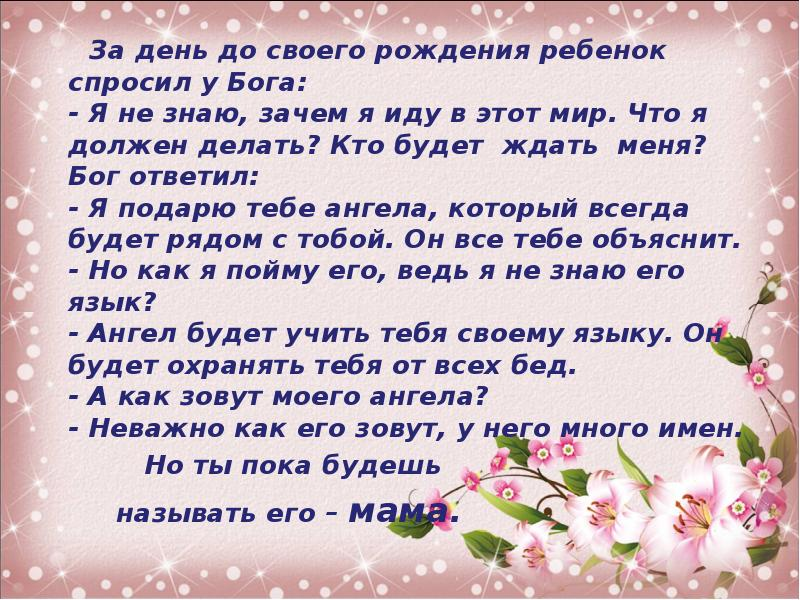 За день до своего рождения ребенок
спросил у Бога:
- Я не знаю, зачем я иду в этот мир. Что я
должен делать? Кто будет ждать меня?
Бог ответил:
- Я подарю тебе ангела, который всегда
будет рядом с тобой. Он все тебе объяснит.
- Но как я пойму его, ведь я не знаю его
язык?
- Ангел будет учить тебя своему языку. Он
будет охранять тебя от всех бед.
- А как зовут моего ангела?
- Неважно как его зовут, у него много имен.
Но ты пока будешь
называть его – мама.